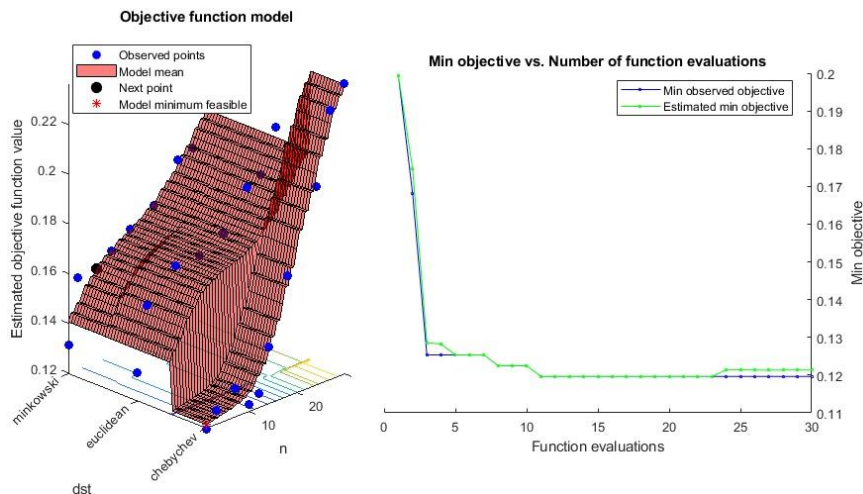 Objective function model
Observed points
Model mean
Next point
Model minimum feasible
Estimated objective function value
0.22
0.2
0.18
0.16
0.14
0.12
minkowski
euclidean
chebychev
dst
10
20
n
Min objective vs. Number of function evaluations
Min observed objective
Estimated min objective
0.2
0.19
0.18
0.17
0.16
0.15
0.14
0.13
0.12
0.11
Min objective
0 5 10 15 20 25 30
Function evaluations